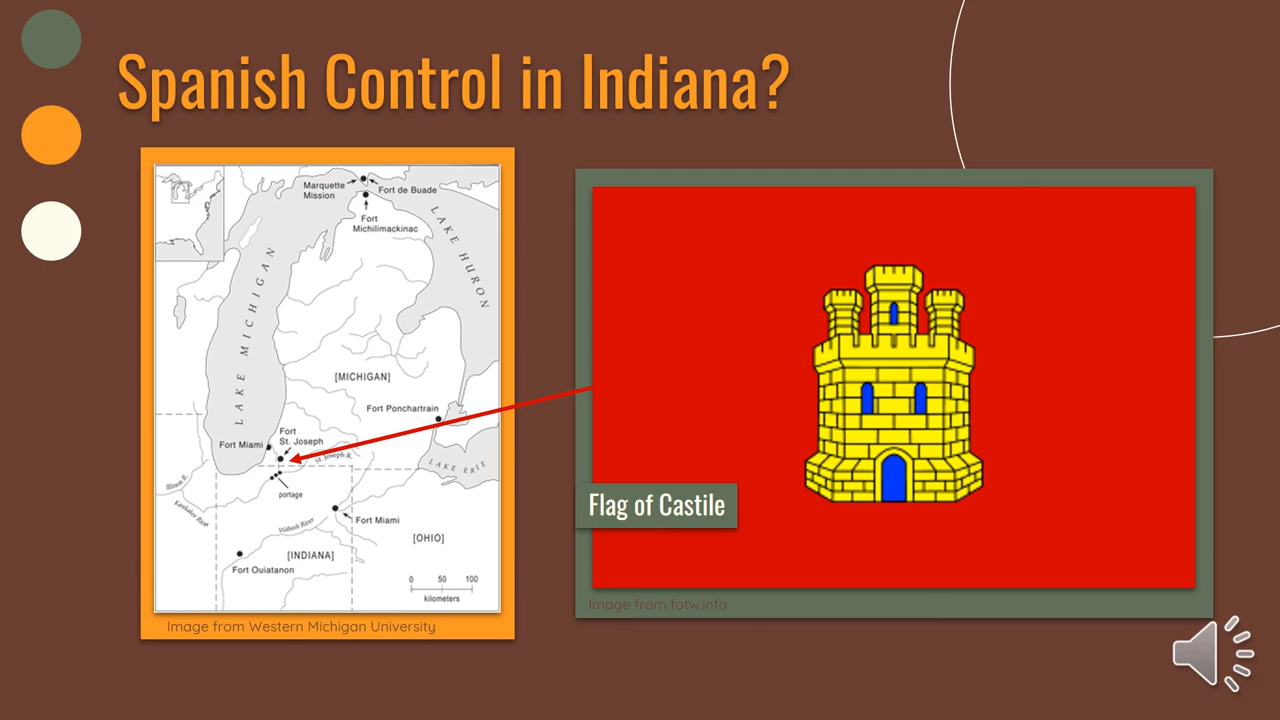 Spanish Control in Indiana?
Marquette
Mission
Fort de Buade
Fort
Michilimackinac
LAKE HURON
LAKE MICHIGAN
[MICHIGAN]
Fort Ponchartrain
Fort
St. Joseph
Fort Miami
St. Joseph R.
LAKE ERIE
Illinois R.
portage
Kankakee River
Wabash River
Fort Miami
[OHIO]
[INDIANA]
Fort Ouiatanon
0 50 100
kilometers
Image from Western Michigan University
Flag of Castile
Image from fotw.info